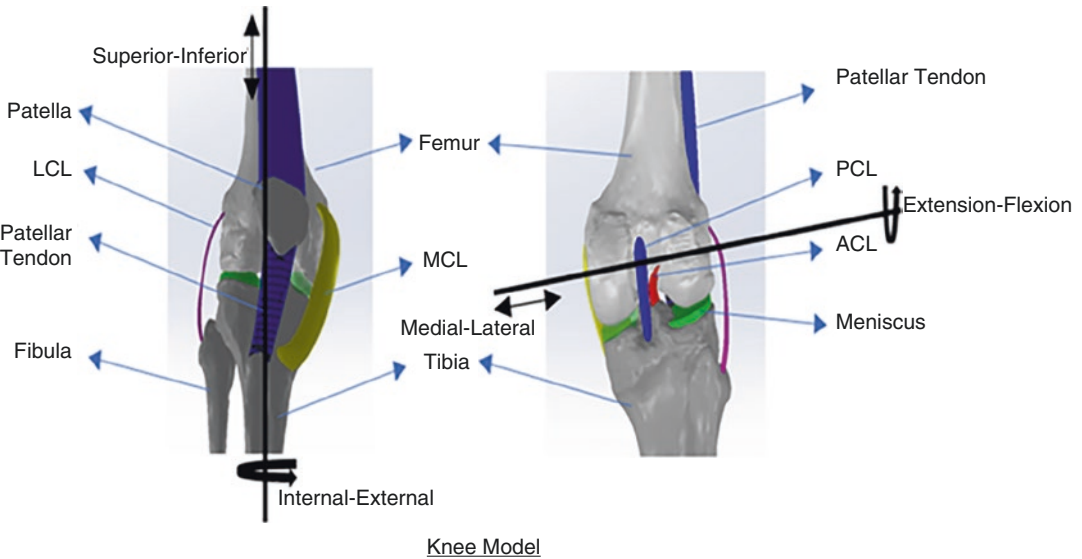 Superior-Inferior
Patella
LCL
Patellar
Tendon
Fibula
Femur
MCL
Medial-Lateral
Tibia
Internal-External
Patellar Tendon
PCL
Extension-Flexion
ACL
Meniscus
Knee Model